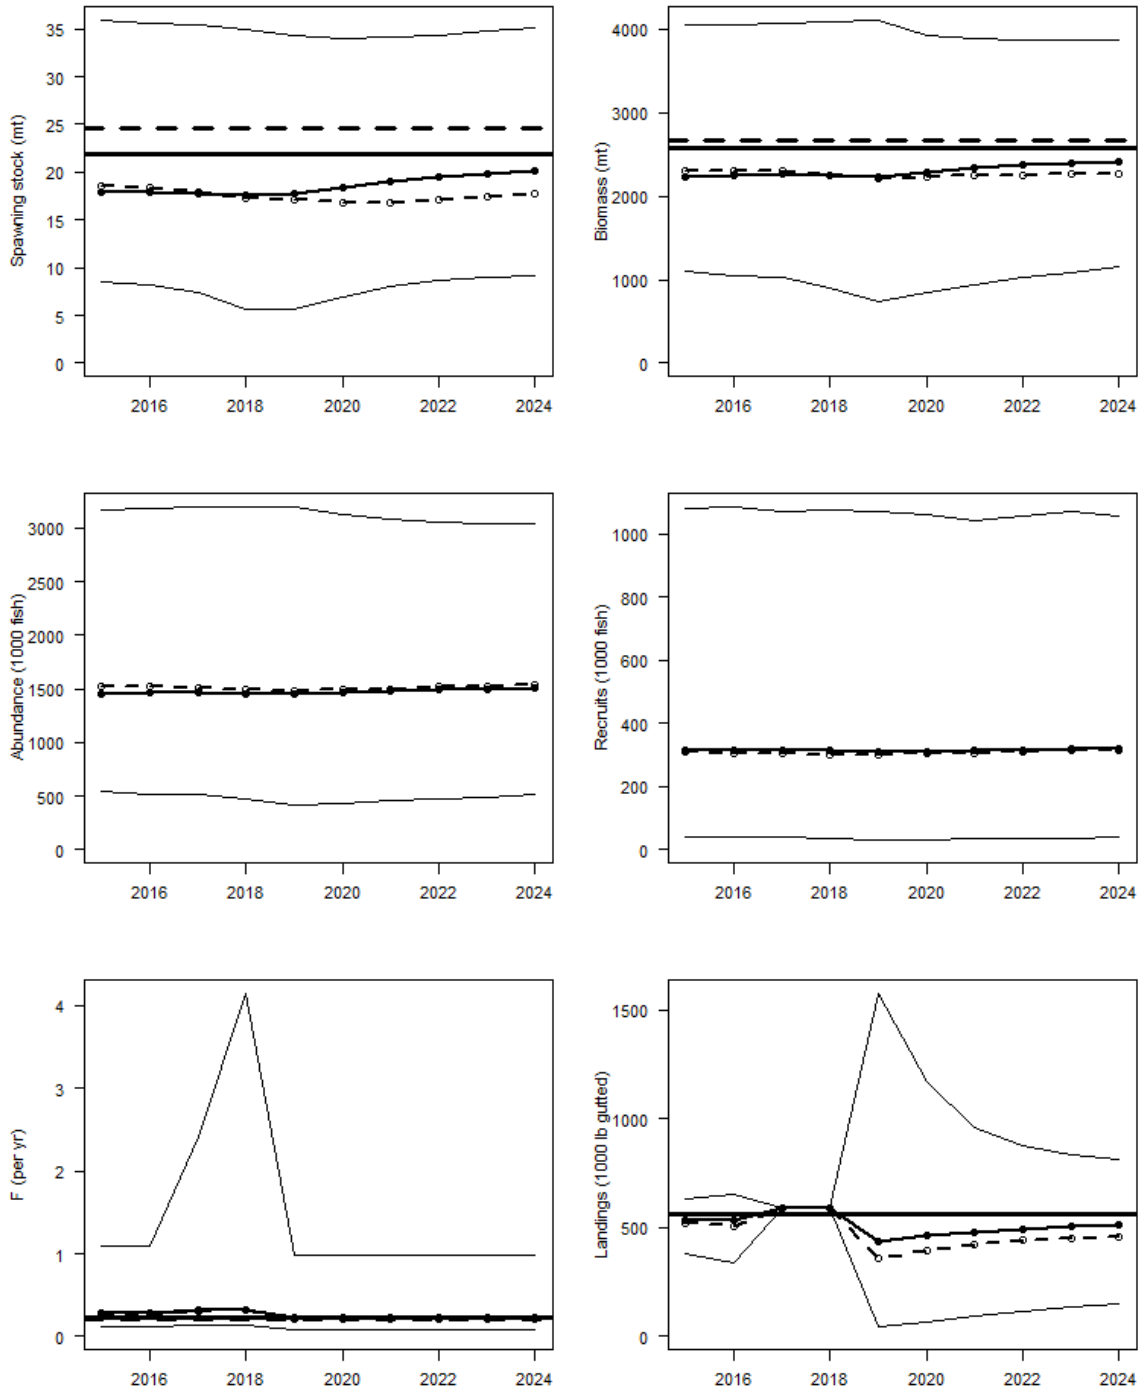 Spawning stock (mt)
35
30
25
20
15
10
5
0
2016 2018 2020 2022 2024
Biomass (mt)
4000
3000
2000
1000
0
2016 2018 2020 2022 2024
Abundance (1000 fish)
3000
2500
2000
1500
1000
500
0
2016 2018 2020 2022 2024
Recruits (1000 fish)
1000
800
600
400
200
0
2016 2018 2020 2022 2024
F (per yr)
4
3
2
1
0
2016 2018 2020 2022 2024
Landings (1000 lb gutted)
1500
1000
500
0
2016 2018 2020 2022 2024